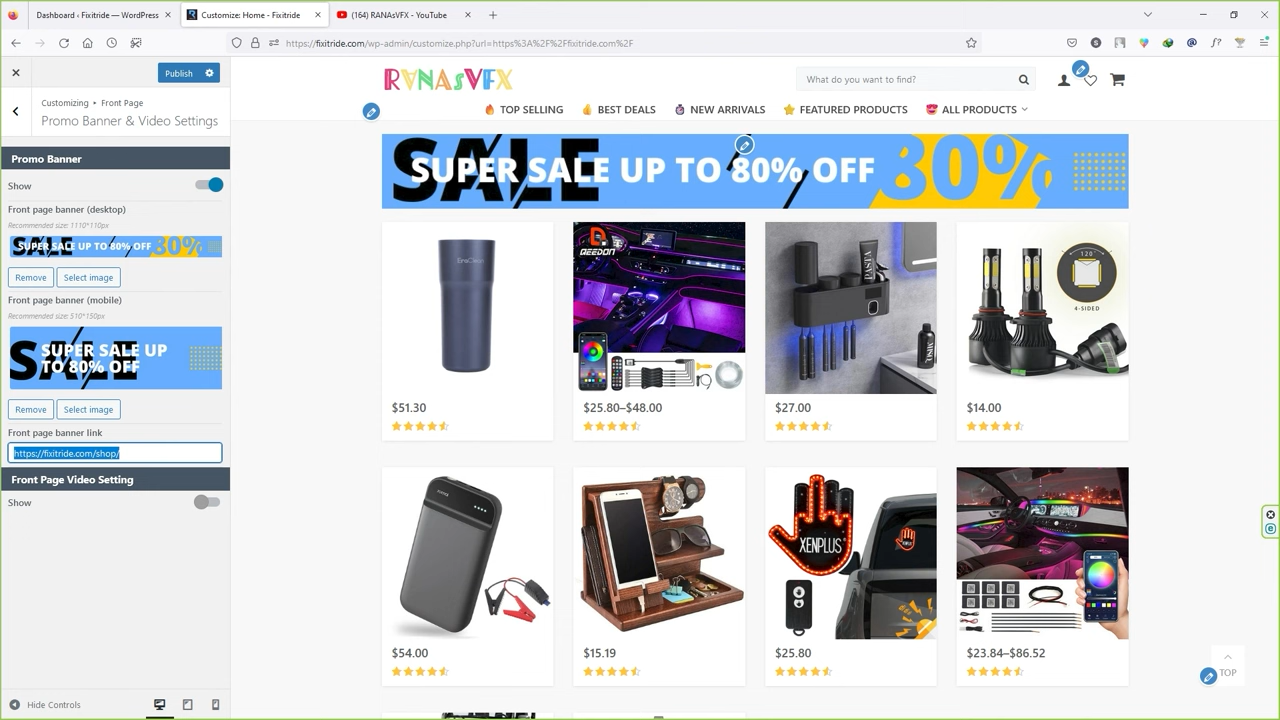 Dashboard ‹ Fixitride — WordPress
Customize: Home - Fixitride
(164) RANAsVFX - YouTube
https://fixitride.com/wp-admin/customize.php?url=https%3A%2F%2Ffixitride.com%2F
Publish
Customizing ▸ Front Page
Promo Banner & Video Settings
Promo Banner
Show
Front page banner (desktop)
Recommended size: 1110*110px
SALE
SUPER SALE UP TO 80% OFF
80%
Remove
Select image
Front page banner (mobile)
Recommended size: 510*150px
SALE
SUPER SALE UP
TO 80% OFF
Remove
Select image
Front page banner link
https://fixitride.com/shop/
Front Page Video Setting
Show
Hide Controls
RANAsVFX
What do you want to find?
TOP SELLING
BEST DEALS
NEW ARRIVALS
FEATURED PRODUCTS
ALL PRODUCTS
SALE
SUPER SALE UP TO 80% OFF
80%
AEEDON
PASTA
120
4-SIDED
$51.30
$25.80–$48.00
$27.00
$14.00
XENPLUS
$54.00
$15.19
$25.80
$23.84–$86.52
TOP